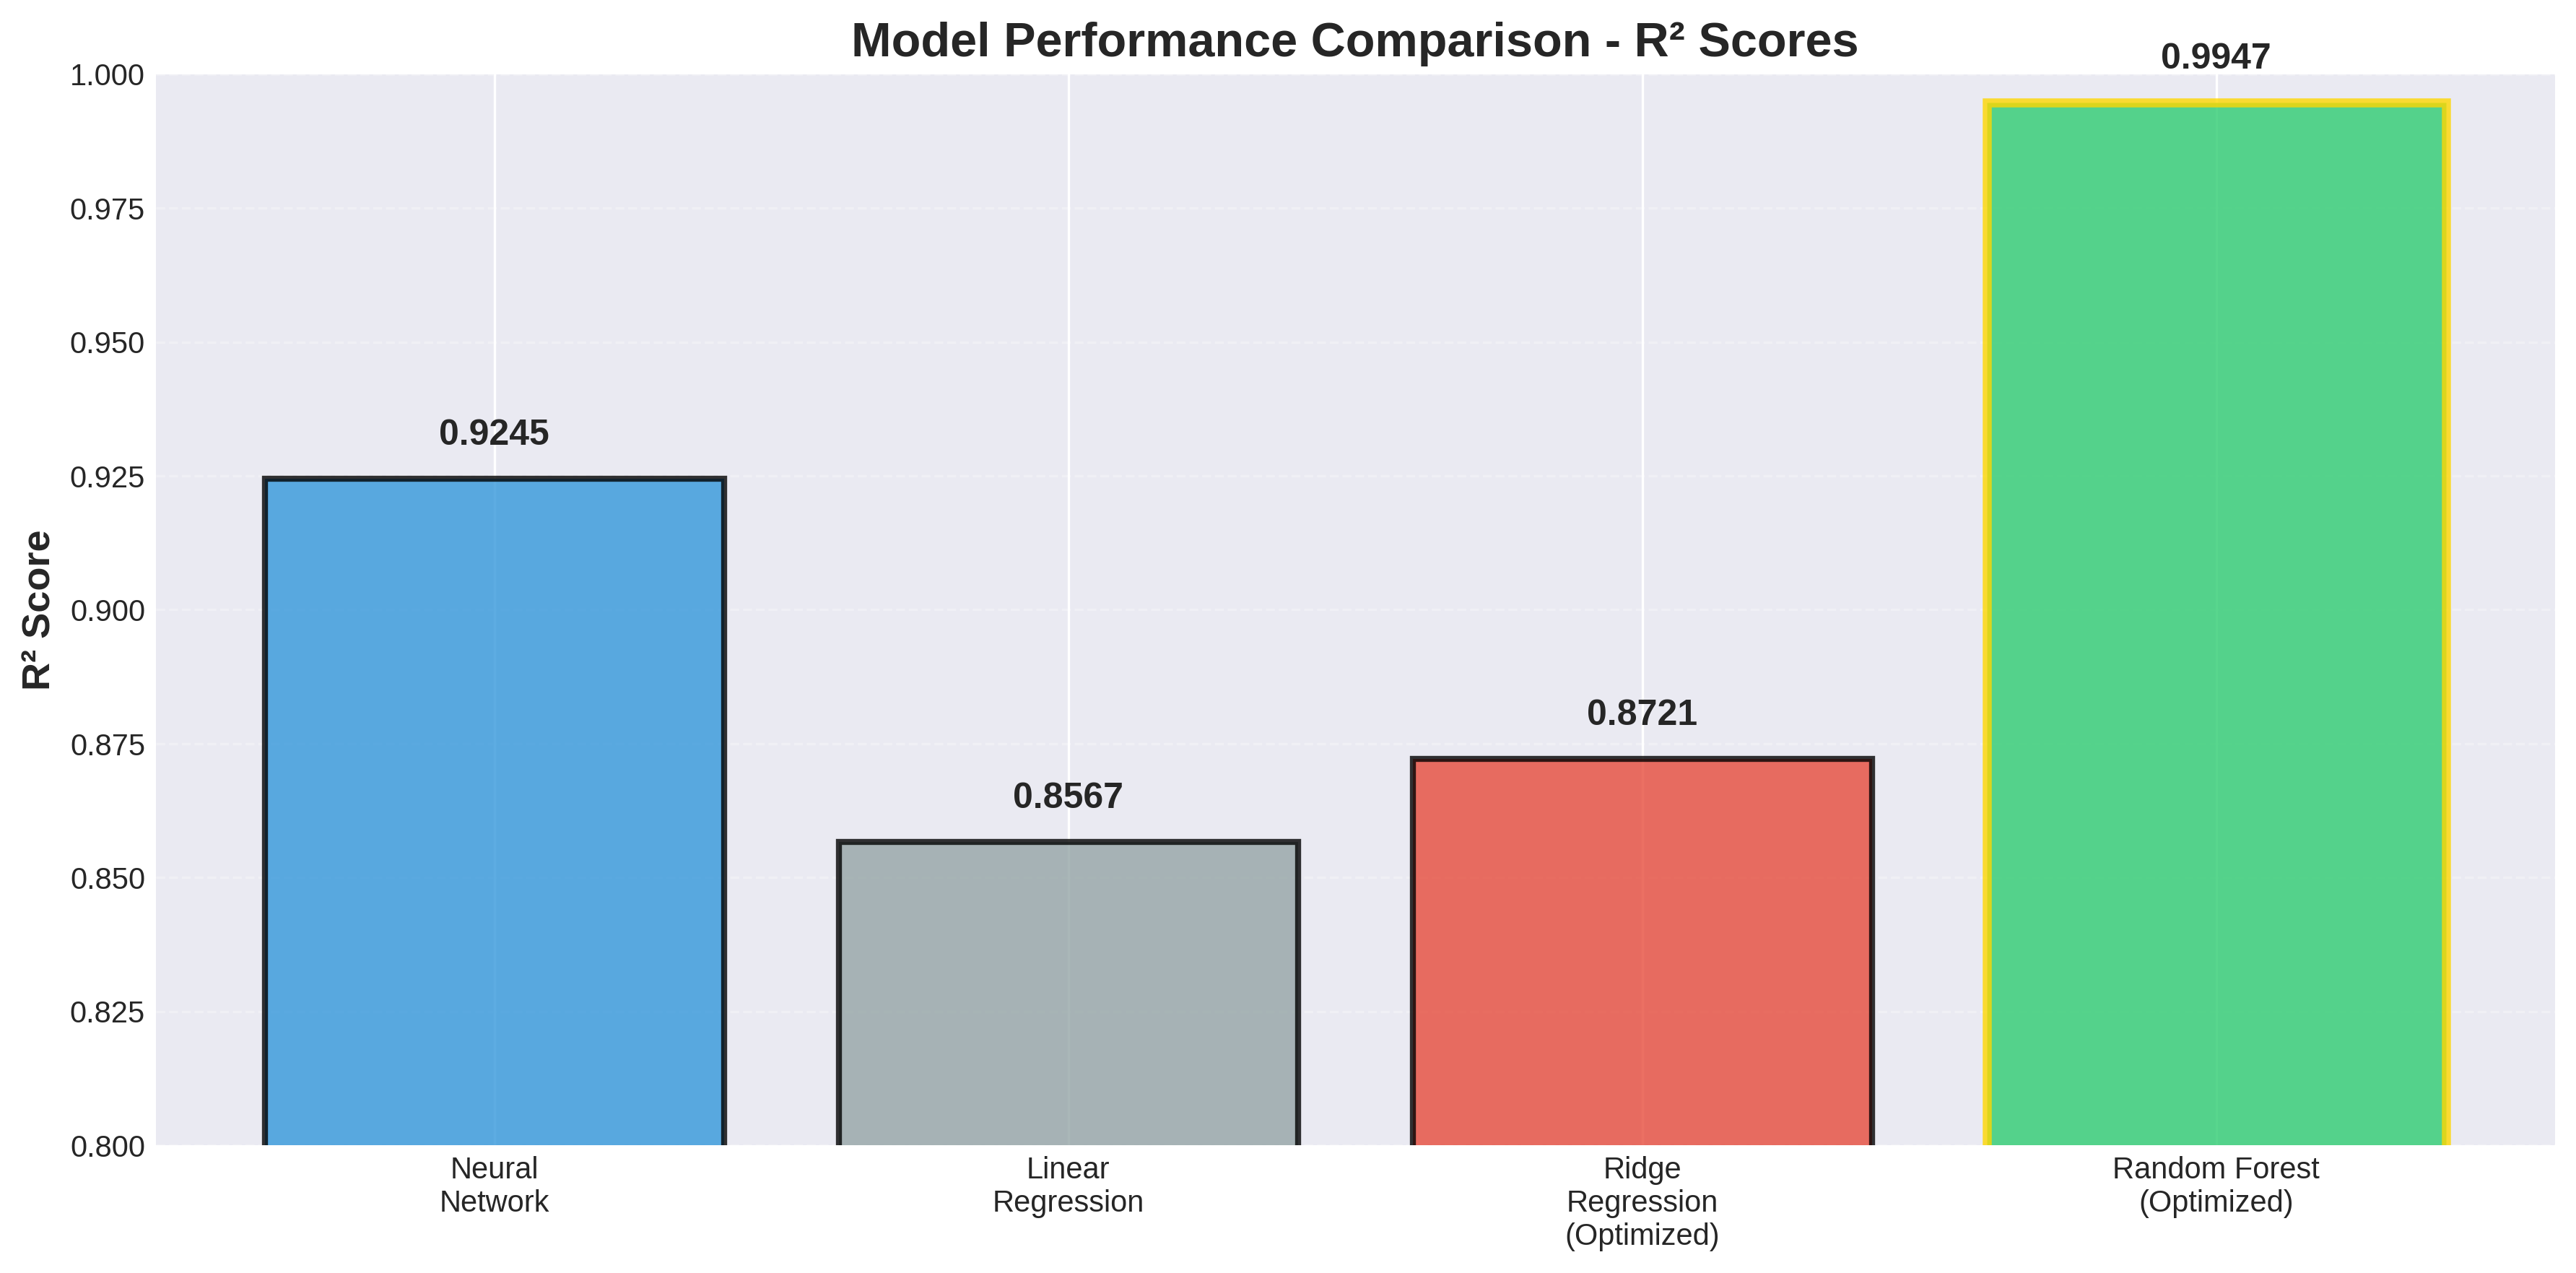 Model Performance Comparison - R² Scores
R² Score
1.000
0.975
0.950
0.925
0.900
0.875
0.850
0.825
0.800
0.9245
0.8567
0.8721
0.9947
Neural
Network
Linear
Regression
Ridge
Regression
(Optimized)
Random Forest
(Optimized)